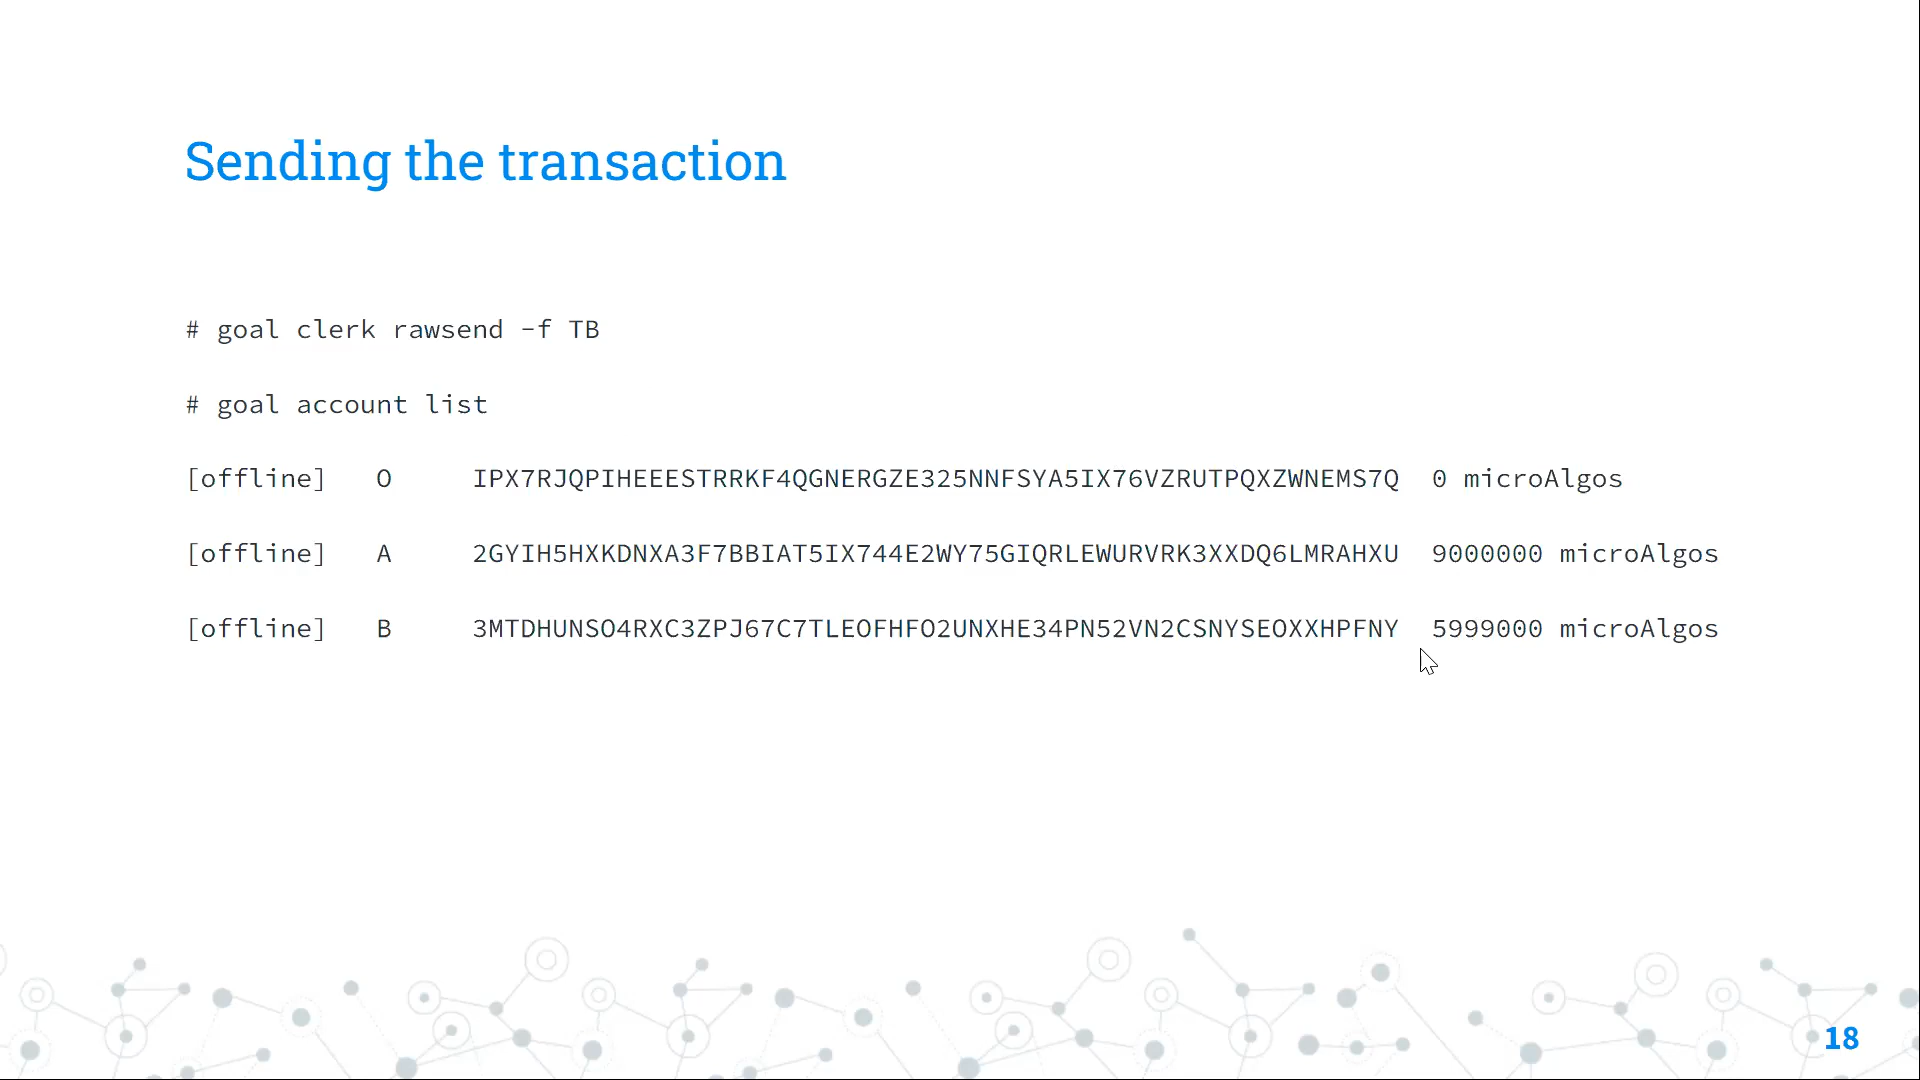 Sending the transaction
# goal clerk rawsend -f TB
# goal account list
[offline] O IPX7RJQPIHEEESTRRKF4QGNERGZE325NNFSYA5IX76VZRUTPQXZWNEMS7Q 0 microAlgos
[offline] A 2GYIH5HXKDNXA3F7BBIAT5IX744E2WY75GIQRLEWURVRK3XXDQ6LMRAHXU 9000000 microAlgos
[offline] B 3MTDHUNSO4RXC3ZPJ67C7TLEOFHFO2UNXHE34PN52VN2CSNYSEOXXHPFNY 5999000 microAlgos
18